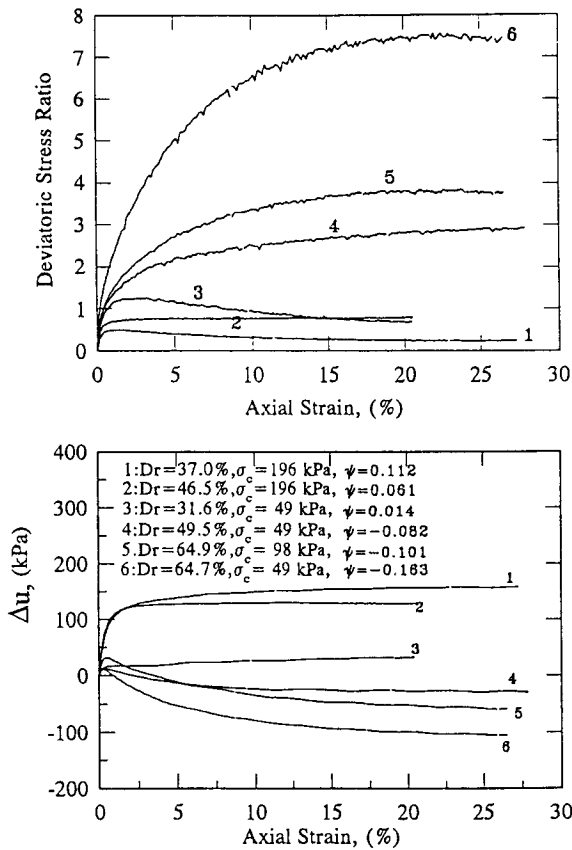 Deviatoric Stress Ratio
8
7
6
5
4
3
2
1
0
6
5
4
3
2
1
0 5 10 15 20 25 30
Axial Strain, (%)
Δu, (kPa)
400
300
200
100
0
-100
-200
1:Dr=37.0%,σc=196 kPa, ψ=0.112
2:Dr=46.5%,σc=196 kPa, ψ=0.061
3:Dr=31.6%,σc= 49 kPa, ψ=0.014
4:Dr=49.5%,σc= 49 kPa, ψ=-0.082
5:Dr=64.9%,σc= 98 kPa, ψ=-0.101
6:Dr=64.7%,σc= 49 kPa, ψ=-0.163
1
2
3
4
5
6
0 5 10 15 20 25 30
Axial Strain, (%)